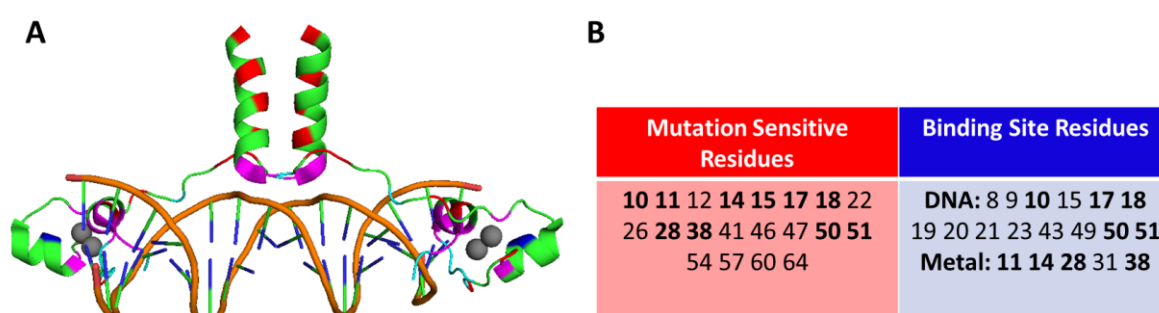 A
B
Mutation Sensitive
Residues
Binding Site Residues
10 11 12 14 15 17 18 22
26 28 38 41 46 47 50 51
54 57 60 64
DNA: 8 9 10 15 17 18
19 20 21 23 43 49 50 51
Metal: 11 14 28 31 38